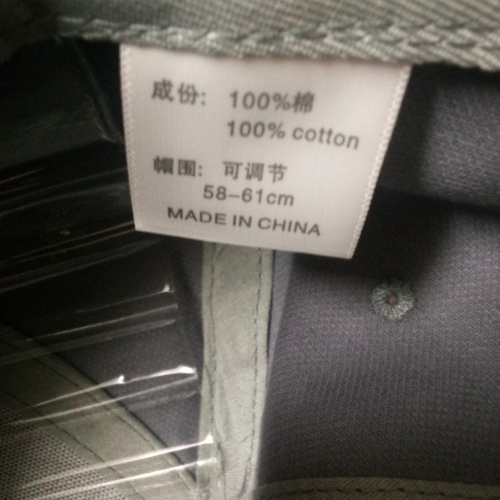 成份: 100%棉
100% cotton
帽围: 可调节
58-61cm
MADE IN CHINA